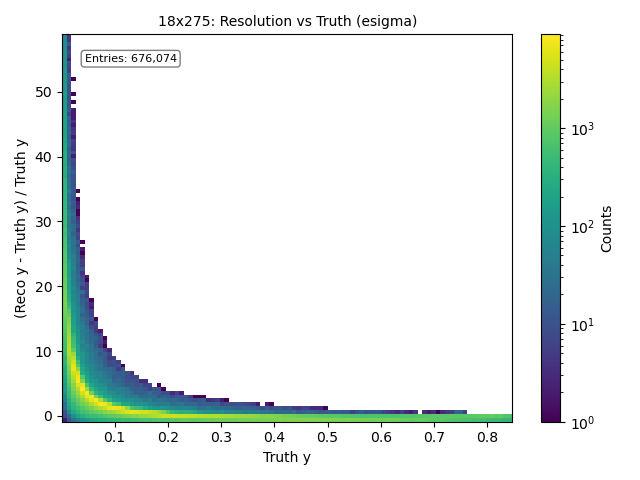 18x275: Resolution vs Truth (esigma)
Entries: 676,074
(Reco y - Truth y) / Truth y
50
40
30
20
10
0
0.1 0.2 0.3 0.4 0.5 0.6 0.7 0.8
Truth y
10³
10²
10¹
10⁰
Counts